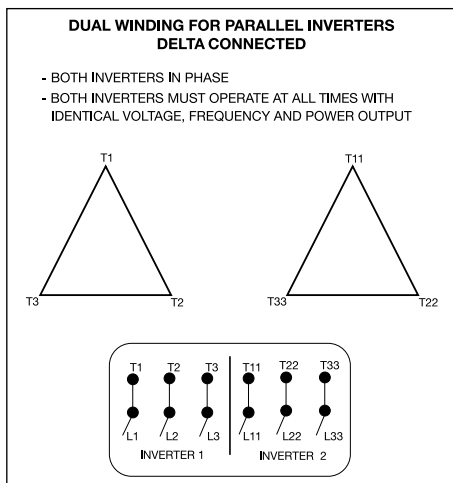 DUAL WINDING FOR PARALLEL INVERTERS
DELTA CONNECTED
- BOTH INVERTERS IN PHASE
- BOTH INVERTERS MUST OPERATE AT ALL TIMES WITH
IDENTICAL VOLTAGE, FREQUENCY AND POWER OUTPUT
T1 T11
T3 T2 T33 T22
T1 T2 T3 T11 T22 T33
L1 L2 L3 L11 L22 L33
INVERTER 1 INVERTER 2